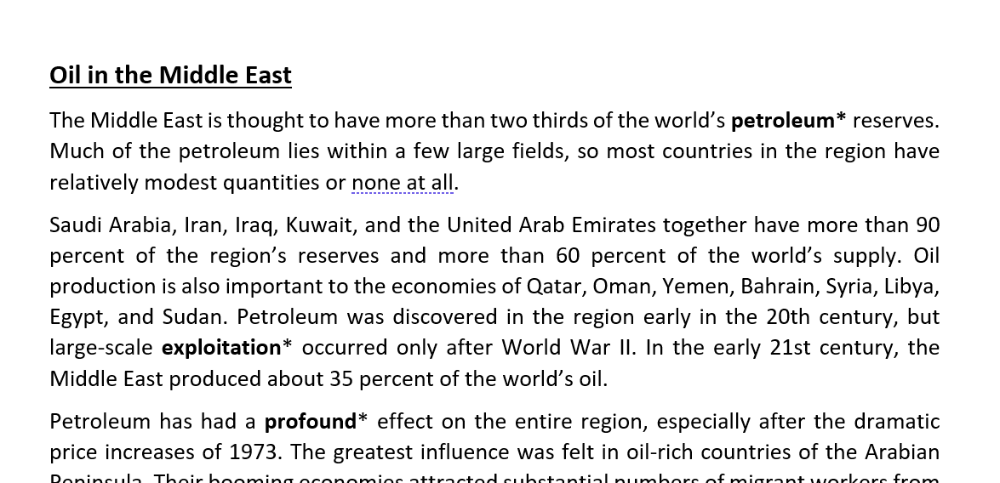 Oil in the Middle East
The Middle East is thought to have more than two thirds of the world’s petroleum* reserves.
Much of the petroleum lies within a few large fields, so most countries in the region have
relatively modest quantities or none at all.
Saudi Arabia, Iran, Iraq, Kuwait, and the United Arab Emirates together have more than 90
percent of the region’s reserves and more than 60 percent of the world’s supply. Oil
production is also important to the economies of Qatar, Oman, Yemen, Bahrain, Syria, Libya,
Egypt, and Sudan. Petroleum was discovered in the region early in the 20th century, but
large-scale exploitation* occurred only after World War II. In the early 21st century, the
Middle East produced about 35 percent of the world’s oil.
Petroleum has had a profound* effect on the entire region, especially after the dramatic
price increases of 1973. The greatest influence was felt in oil-rich countries of the Arabian
Peninsula. Their booming economies attracted substantial numbers of migrant workers from